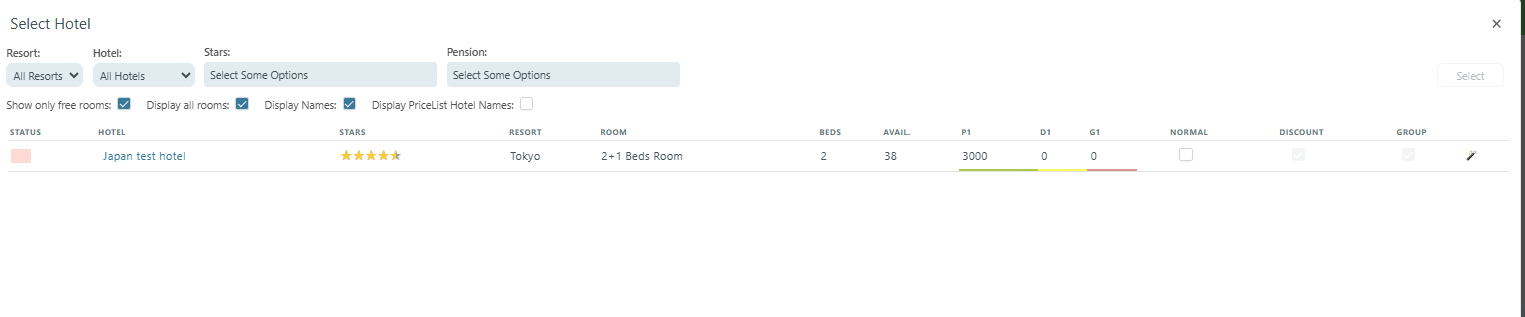 Select Hotel
Resort: Hotel: Stars: Pension:
All Resorts All Hotels Select Some Options Select Some Options Select
Show only free rooms: Display all rooms: Display Names: Display PriceList Hotel Names:
STATUS HOTEL STARS RESORT ROOM BEDS AVAIL. P1 D1 G1 NORMAL DISCOUNT GROUP
Japan test hotel Tokyo 2+1 Beds Room 2 38 3000 0 0